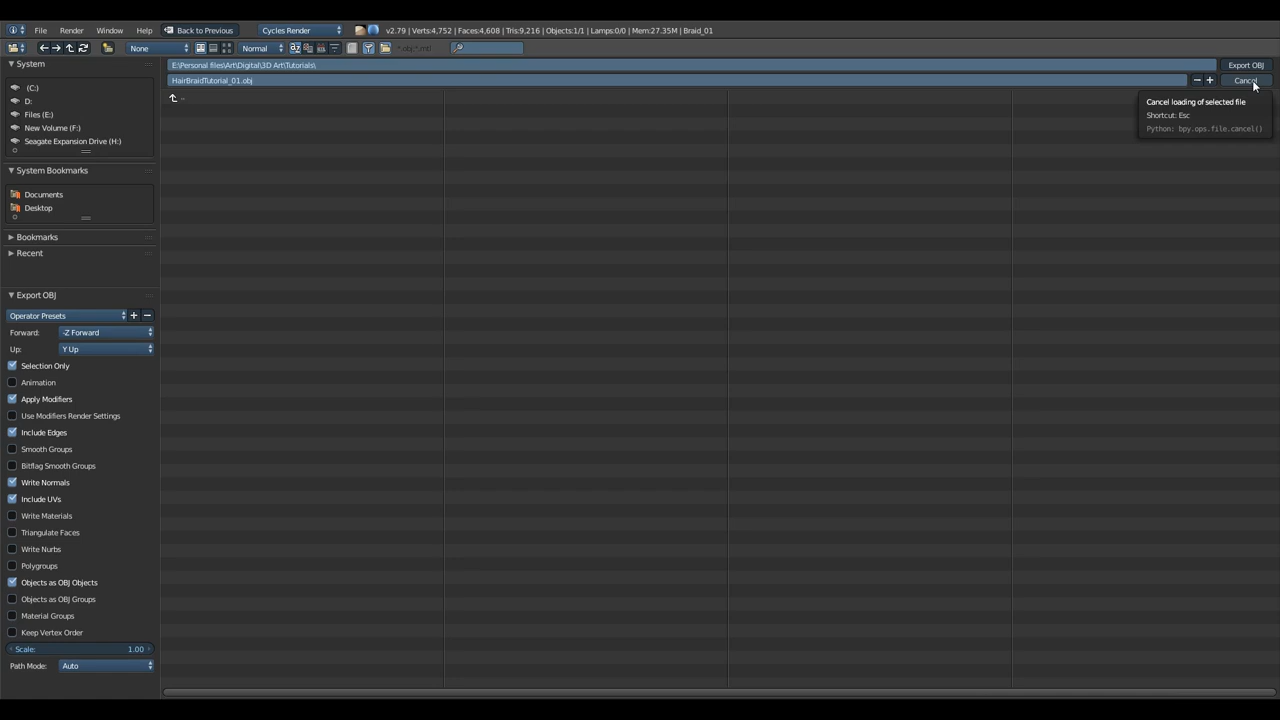 File Render Window Help Back to Previous Cycles Render v2.79 | Verts:4,752 | Faces:4,608 | Tris:9,216 | Objects:1/1 | Lamps:0/0 | Mem:27.35M | Braid_01
None Normal *.obj;*.mtl
System
E:\Personal files\Art\Digital\3D Art\Tutorials\ Export OBJ
HairBraidTutorial_01.obj Cancel
(C:)
D:
Files (E:)
New Volume (F:)
Seagate Expansion Drive (H:)
..
Cancel loading of selected file
Shortcut: Esc
Python: bpy.ops.file.cancel()
System Bookmarks
Documents
Desktop
Bookmarks
Recent
Export OBJ
Operator Presets
Forward: -Z Forward
Up: Y Up
Selection Only
Animation
Apply Modifiers
Use Modifiers Render Settings
Include Edges
Smooth Groups
Bitflag Smooth Groups
Write Normals
Include UVs
Write Materials
Triangulate Faces
Write Nurbs
Polygroups
Objects as OBJ Objects
Objects as OBJ Groups
Material Groups
Keep Vertex Order
Scale: 1.00
Path Mode: Auto